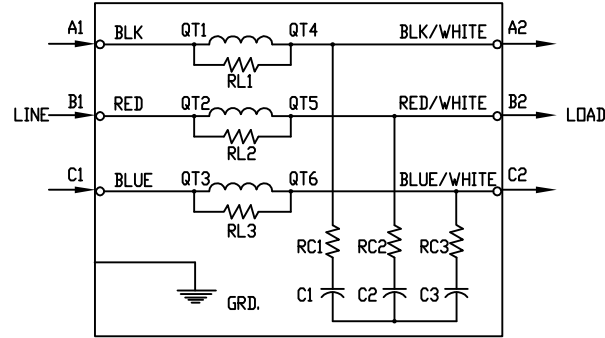 A1 BLK QT1 QT4 BLK/WHITE A2
RL1
LINE B1 RED QT2 QT5 RED/WHITE B2 LOAD
RL2
C1 BLUE QT3 QT6 BLUE/WHITE C2
RL3
RC1 RC2 RC3
GRD. C1 C2 C3